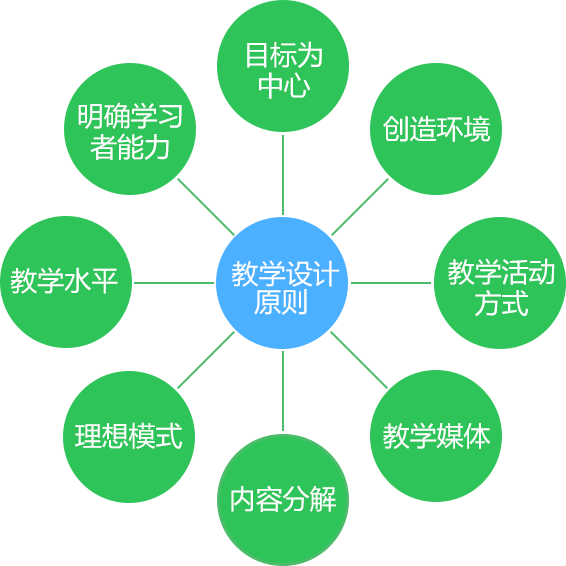 目标为
中心
明确学习
者能力
创造环境
教学水平
教学设计
原则
教学活动
方式
理想模式
教学媒体
内容分解